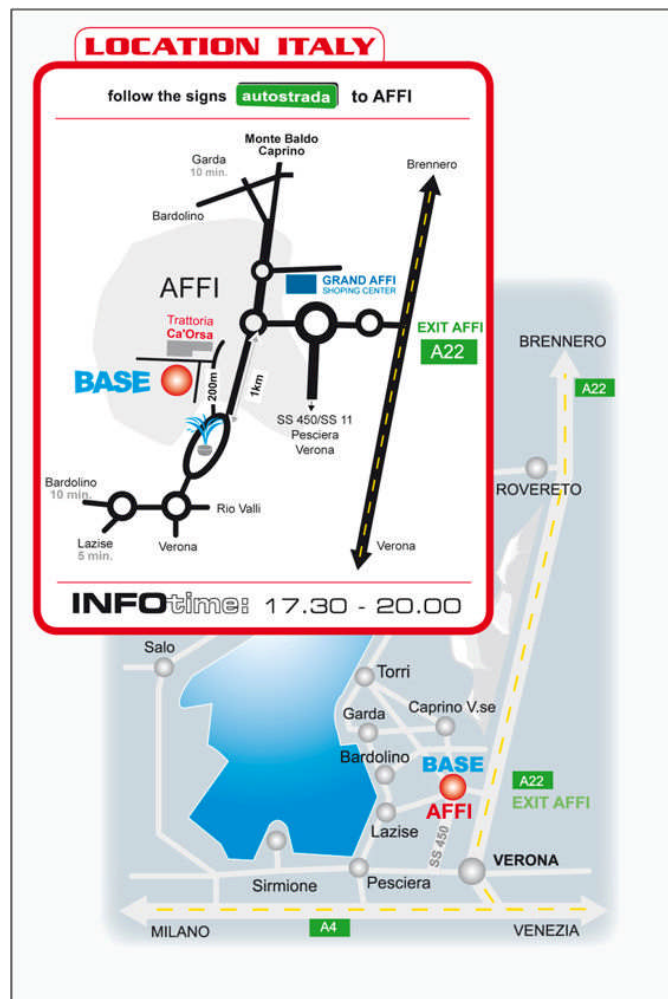 LOCATION ITALY
follow the signs autostrada to AFFI
Monte Baldo
Caprino
Garda
10 min.
Brennero
Bardolino
AFFI
GRAND AFFI
SHOPING CENTER
Trattoria
Ca'Orsa
EXIT AFFI
A22
BASE
200m
1km
SS 450/SS 11
Pesciera
Verona
Bardolino
10 min.
Rio Valli
Lazise
5 min.
Verona
Verona
INFOtime: 17.30 - 20.00
BRENNERO
A22
ROVERETO
Salo
Torri
Caprino V.se
Garda
Bardolino
BASE
AFFI
A22
EXIT AFFI
Lazise
SS 450
VERONA
Sirmione
Pesciera
MILANO
A4
VENEZIA